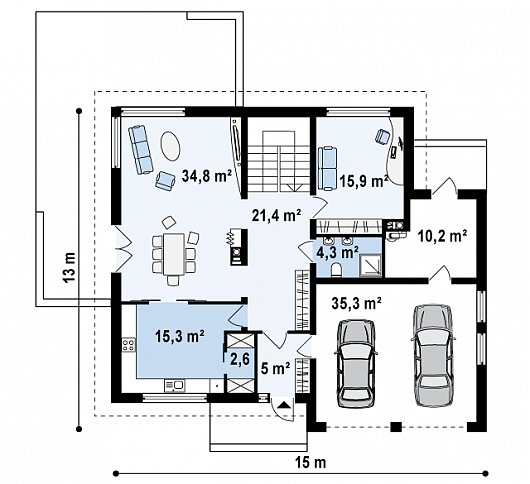 34,8 m²
15,9 m²
21,4 m²
10,2 m²
4,3 m²
13 m
35,3 m²
15,3 m²
2,6
5 m²
15 m